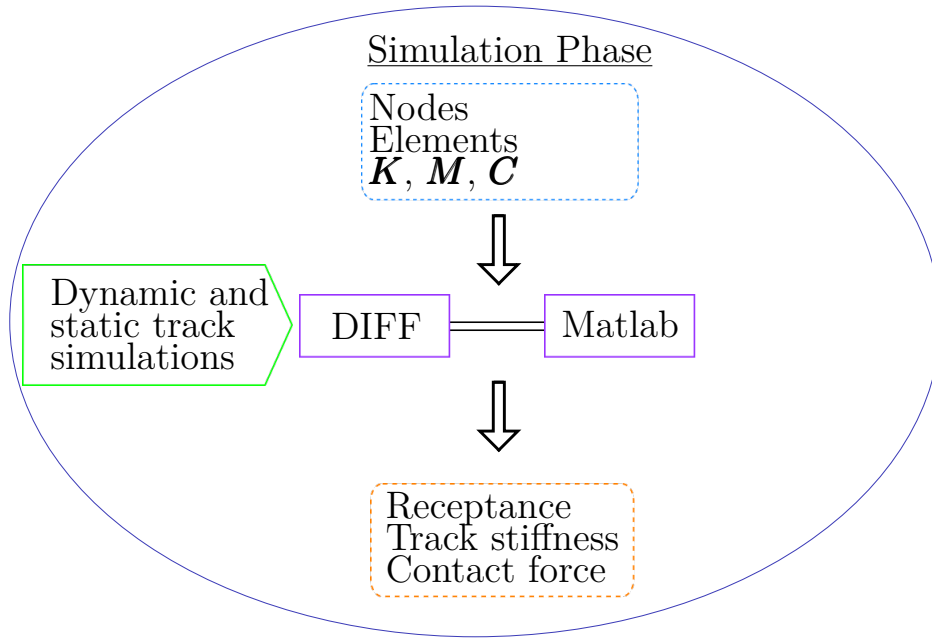 Simulation Phase
Nodes
Elements
K, M, C
Dynamic and
static track
simulations
DIFF
Matlab
Receptance
Track stiffness
Contact force